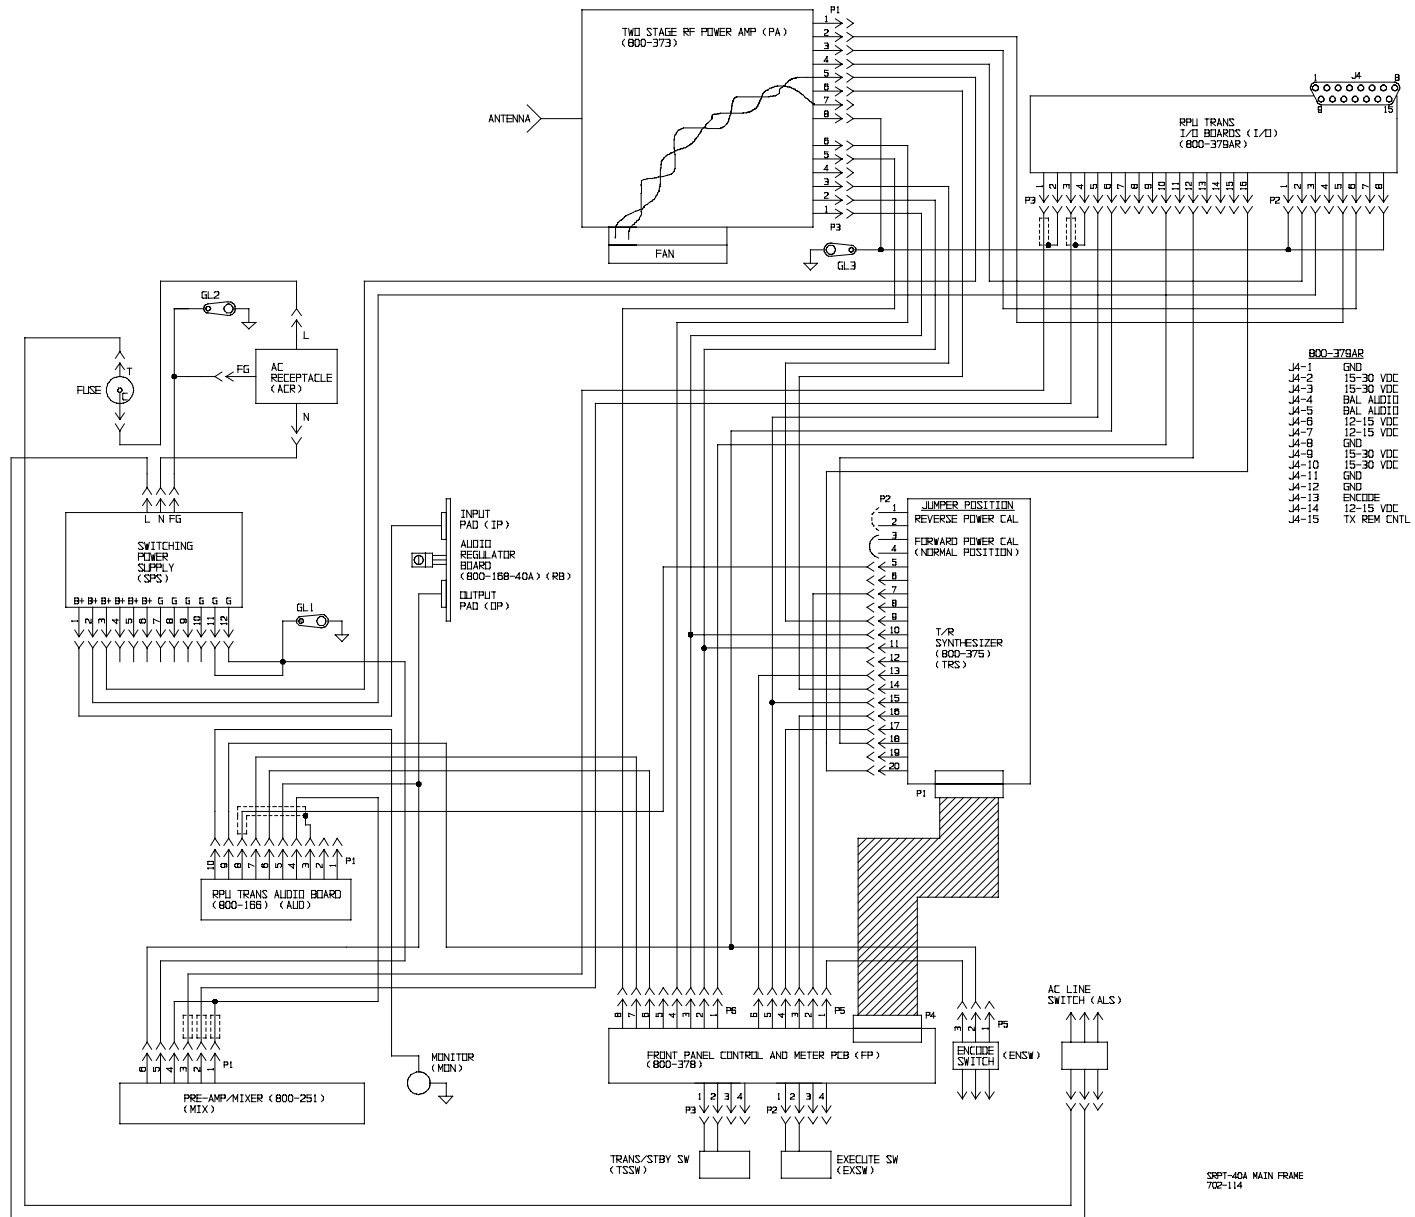 TWO STAGE RF POWER AMP (PA)
(800-373)
P1
1
2
3
4
5
6
7
8
6
5
4
3
2
1
P3
ANTENNA
FAN
GL3
J4
1
8
9
15
RPU TRANS
I/O BOARDS (I/O)
(800-379AR)
P3
1
2
3
4
5
6
7
8
9
10
11
12
13
14
15
16
P2
1
2
3
4
5
6
7
8
GL2
L
FG
AC
RECEPTACLE
(ACR)
N
FUSE
T
C
800-379AR
J4-1 GND
J4-2 15-30 VDC
J4-3 15-30 VDC
J4-4 BAL AUDIO
J4-5 BAL AUDIO
J4-6 12-15 VDC
J4-7 12-15 VDC
J4-8 GND
J4-9 15-30 VDC
J4-10 15-30 VDC
J4-11 GND
J4-12 GND
J4-13 ENCODE
J4-14 12-15 VDC
J4-15 TX REM CNTL
L N FG
SWITCHING
POWER
SUPPLY
(SPS)
B+ B+ B+ B+ B+ B+ G G G G G G
1
2
3
4
5
6
7
8
9
10
11
12
GL1
INPUT
PAD (IP)
AUDIO
REGULATOR
BOARD
(800-168-40A) (RB)
OUTPUT
PAD (OP)
P2
JUMPER POSITION
1
REVERSE POWER CAL
2
3
FORWARD POWER CAL
4
(NORMAL POSITION)
5
6
7
8
9
10
11
12
13
14
15
16
17
18
19
20
T/R
SYNTHESIZER
(800-375)
(TRS)
P1
10
9
8
7
6
5
4
3
2
1
P1
RPU TRANS AUDIO BOARD
(800-166) (AUD)
6
5
4
3
2
1
P1
PRE-AMP/MIXER (800-251)
(MIX)
MONITOR
(MON)
8
7
6
5
4
3
2
1
P6
6
5
4
3
2
1
P5
P4
FRONT PANEL CONTROL AND METER PCB (FP)
(800-378)
P3
1
2
3
4
P2
1
2
3
4
TRANS/STBY SW
(TSSW)
EXECUTE SW
(EXSW)
3
2
1
P5
ENCODE
SWITCH
(ENSW)
AC LINE
SWITCH (ALS)
SRPT-40A MAIN FRAME
702-114